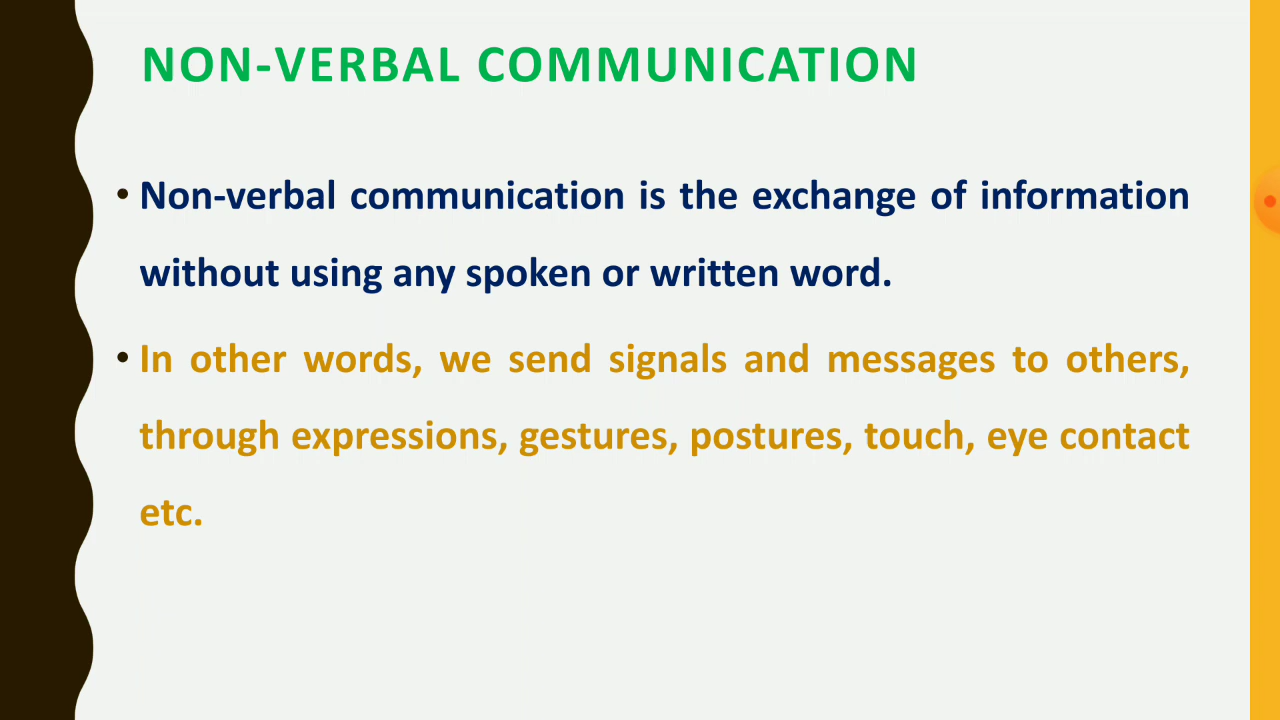 NON-VERBAL COMMUNICATION
• Non-verbal communication is the exchange of information
without using any spoken or written word.
• In other words, we send signals and messages to others,
through expressions, gestures, postures, touch, eye contact
etc.